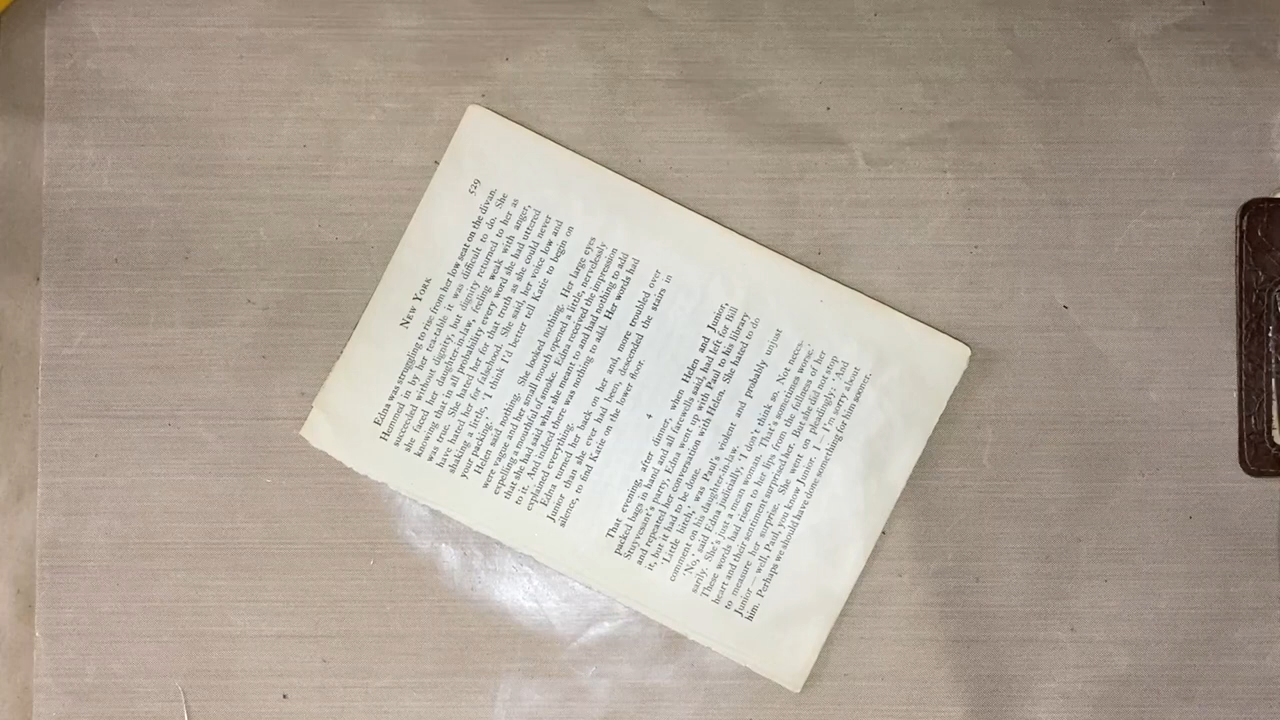 NEW YORK 529
Edna was struggling to rise from her low seat on the divan.
Hemmed in by her tea-table it was difficult to do. She
succeeded without dignity, but dignity returned to her as
she faced her daughter-in-law, feeling weak with anger,
knowing that in all probability every word she had uttered
was true. She hated her for that truth as she could never
have hated her for falsehood. She said, her voice low and
shaking a little, 'I think I'd better tell Katie to begin on
your packing.'
Helen said nothing. She looked nothing. Her large eyes
were vague and her small mouth opened a little, nervelessly
expelling a mouthful of smoke. Edna received the impression
that she had said what she meant to and had nothing to add
to it. And indeed there was nothing to add. Her words had
explained everything.
Edna turned her back on her and, more troubled over
Junior than she ever had been, descended the stairs in
silence, to find Katie on the lower floor.
4
That evening, after dinner, when Helen and Junior,
packed bags in hand and all farewells said, had left for Bill
Stuyvesant's party, Edna went up with Paul to his library
and repeated her conversation with Helen. She hated to do
it, but it had to be done.
'Little bitch,' was Paul's violent and probably unjust
comment on his daughter-in-law.
'No,' said Edna judicially, 'I don't think so. Not neces-
sarily. She's just a mean woman. That's sometimes worse.'
These words had risen to her lips from the fullness of her
heart and their sentiment surprised her. But she did not stop
to measure her surprise. She went on pleadingly: 'And
Junior — well, Paul, you know Junior. I — I'm sorry about
him. Perhaps we should have done something for him sooner.